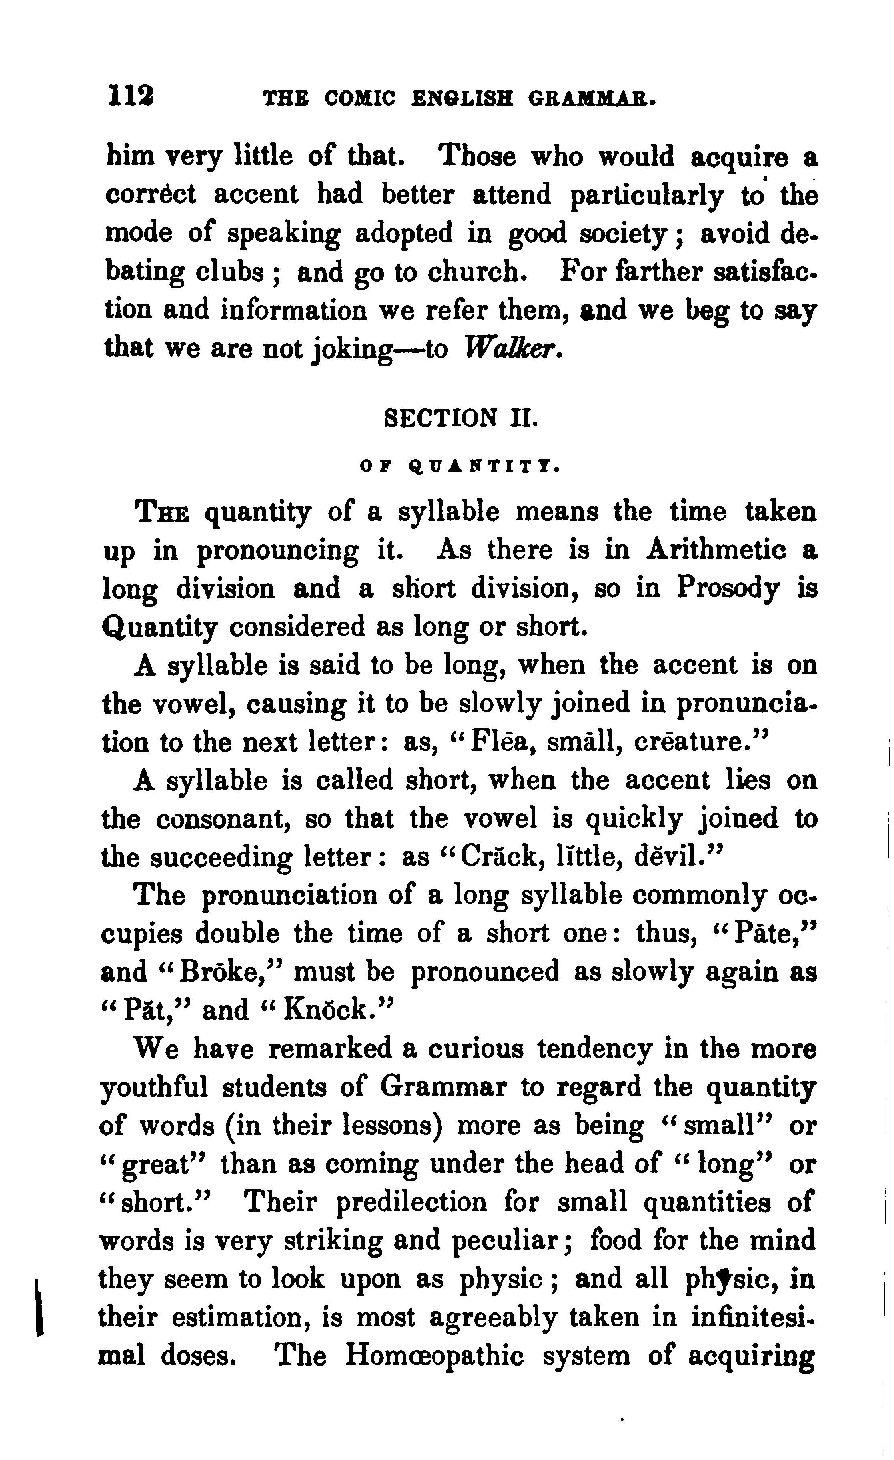 112 THE COMIC ENGLISH GRAMMAR.
him very little of that. Those who would acquire a
corrĕct accent had better attend particularly to the
mode of speaking adopted in good society; avoid de-
bating clubs; and go to church. For farther satisfac-
tion and information we refer them, and we beg to say
that we are not joking—to Walker.
SECTION II.
OF QUANTITY.
THE quantity of a syllable means the time taken
up in pronouncing it. As there is in Arithmetic a
long division and a short division, so in Prosody is
Quantity considered as long or short.
A syllable is said to be long, when the accent is on
the vowel, causing it to be slowly joined in pronuncia-
tion to the next letter: as, "Flēa, smāll, crēature."
A syllable is called short, when the accent lies on
the consonant, so that the vowel is quickly joined to
the succeeding letter: as "Crăck, lĭttle, dĕvil."
The pronunciation of a long syllable commonly oc-
cupies double the time of a short one: thus, "Pāte,"
and "Brōke," must be pronounced as slowly again as
"Păt," and "Knŏck."
We have remarked a curious tendency in the more
youthful students of Grammar to regard the quantity
of words (in their lessons) more as being "small" or
"great" than as coming under the head of "long" or
"short." Their predilection for small quantities of
words is very striking and peculiar; food for the mind
they seem to look upon as physic; and all physic, in
their estimation, is most agreeably taken in infinitesi-
mal doses. The Homœopathic system of acquiring